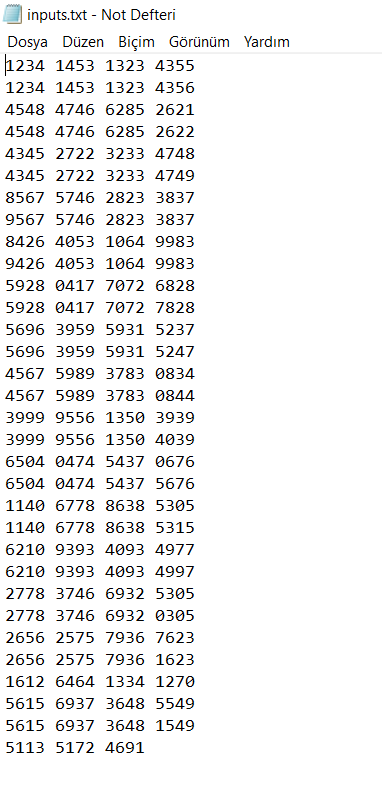 inputs.txt - Not Defteri
Dosya Düzen Biçim Görünüm Yardım
1234 1453 1323 4355
1234 1453 1323 4356
4548 4746 6285 2621
4548 4746 6285 2622
4345 2722 3233 4748
4345 2722 3233 4749
8567 5746 2823 3837
9567 5746 2823 3837
8426 4053 1064 9983
9426 4053 1064 9983
5928 0417 7072 6828
5928 0417 7072 7828
5696 3959 5931 5237
5696 3959 5931 5247
4567 5989 3783 0834
4567 5989 3783 0844
3999 9556 1350 3939
3999 9556 1350 4039
6504 0474 5437 0676
6504 0474 5437 5676
1140 6778 8638 5305
1140 6778 8638 5315
6210 9393 4093 4977
6210 9393 4093 4997
2778 3746 6932 5305
2778 3746 6932 0305
2656 2575 7936 7623
2656 2575 7936 1623
1612 6464 1334 1270
5615 6937 3648 5549
5615 6937 3648 1549
5113 5172 4691